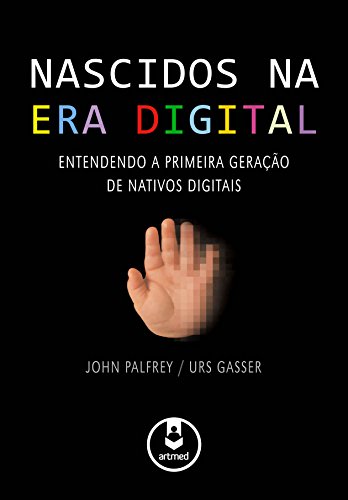 NASCIDOS NA
ERA DIGITAL
ENTENDENDO A PRIMEIRA GERAÇÃO
DE NATIVOS DIGITAIS
JOHN PALFREY / URS GASSER
artmed